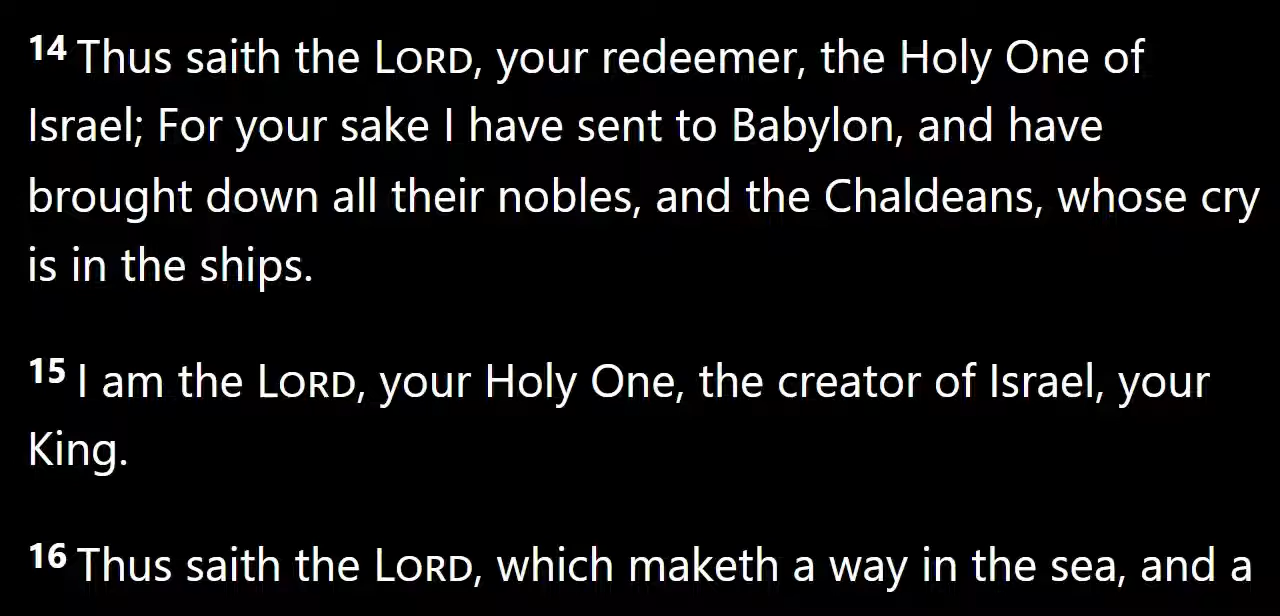 14 Thus saith the LORD, your redeemer, the Holy One of
Israel; For your sake I have sent to Babylon, and have
brought down all their nobles, and the Chaldeans, whose cry
is in the ships.
15 I am the LORD, your Holy One, the creator of Israel, your
King.
16 Thus saith the LORD, which maketh a way in the sea, and a